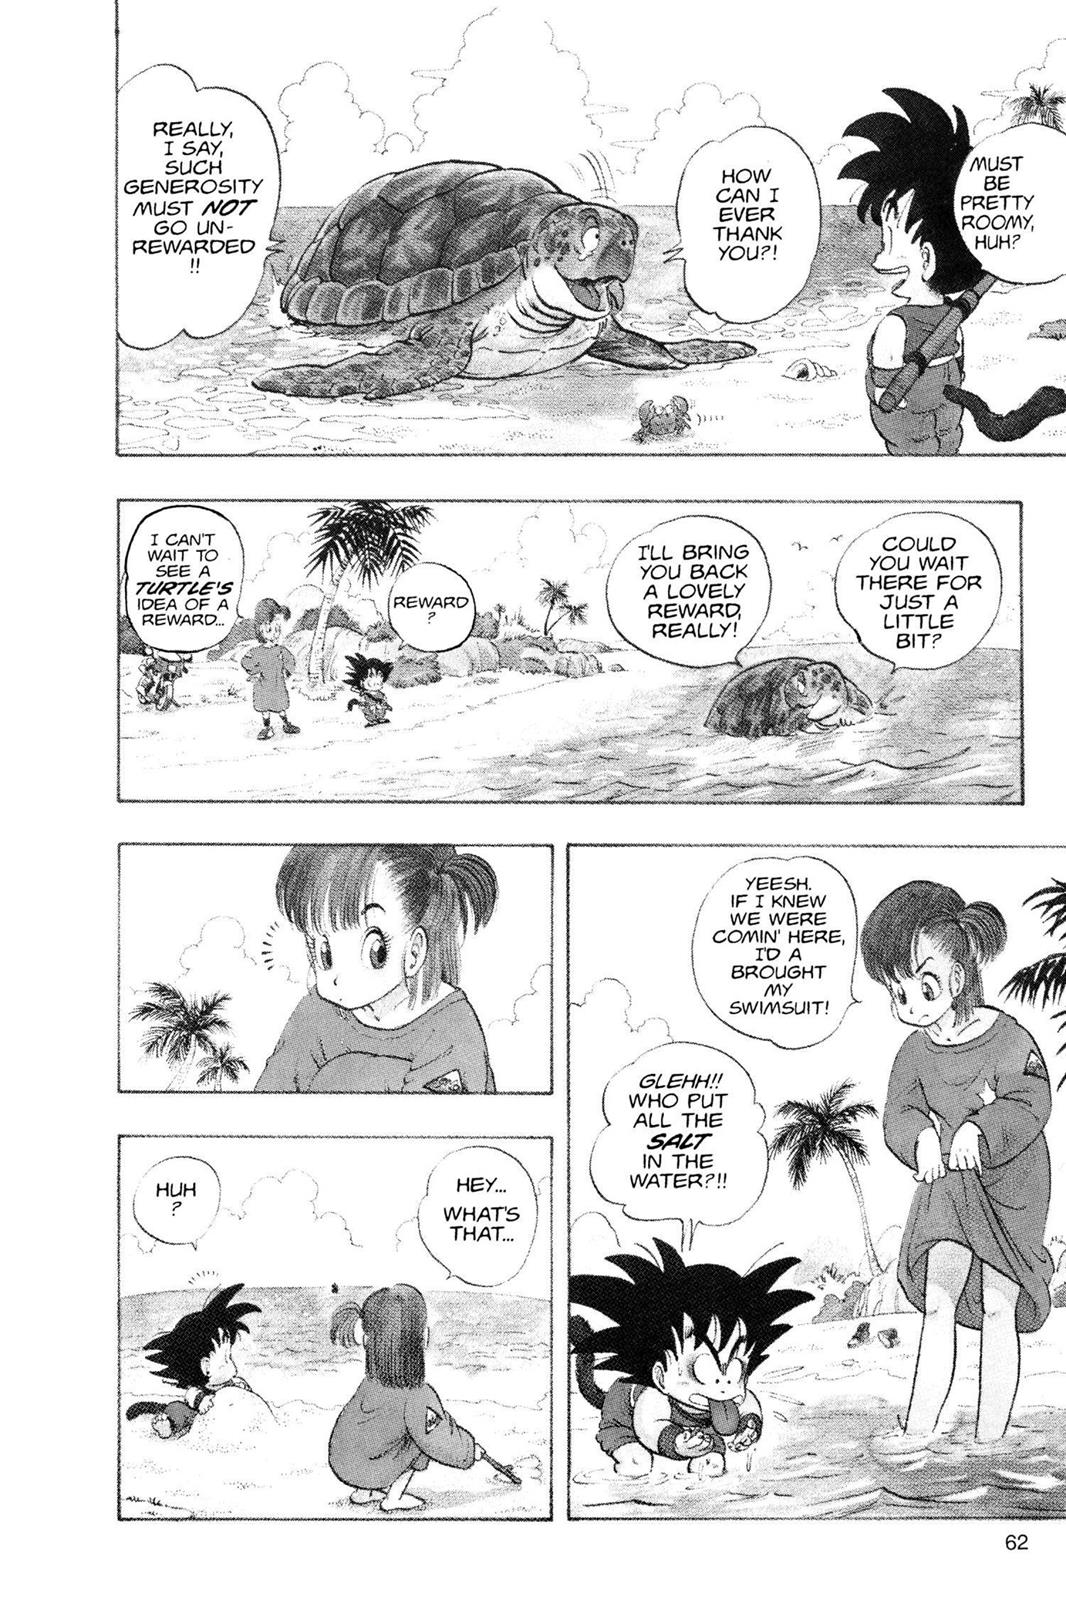 MUST
BE
PRETTY
ROOMY,
HUH?
HOW
CAN I
EVER
THANK
YOU?!
REALLY,
I SAY,
SUCH
GENEROSITY
MUST NOT
GO UN-
REWARDED
!!
COULD
YOU WAIT
THERE FOR
JUST A
LITTLE
BIT?
I'LL BRING
YOU BACK
A LOVELY
REWARD,
REALLY!
REWARD
?
I CAN'T
WAIT TO
SEE A
TURTLE'S
IDEA OF A
REWARD...
YEESH.
IF I KNEW
WE WERE
COMIN' HERE,
I'D A
BROUGHT
MY
SWIMSUIT!
GLEHH!!
WHO PUT
ALL THE
SALT
IN THE
WATER?!!
HEY...
WHAT'S
THAT...
HUH
?
62